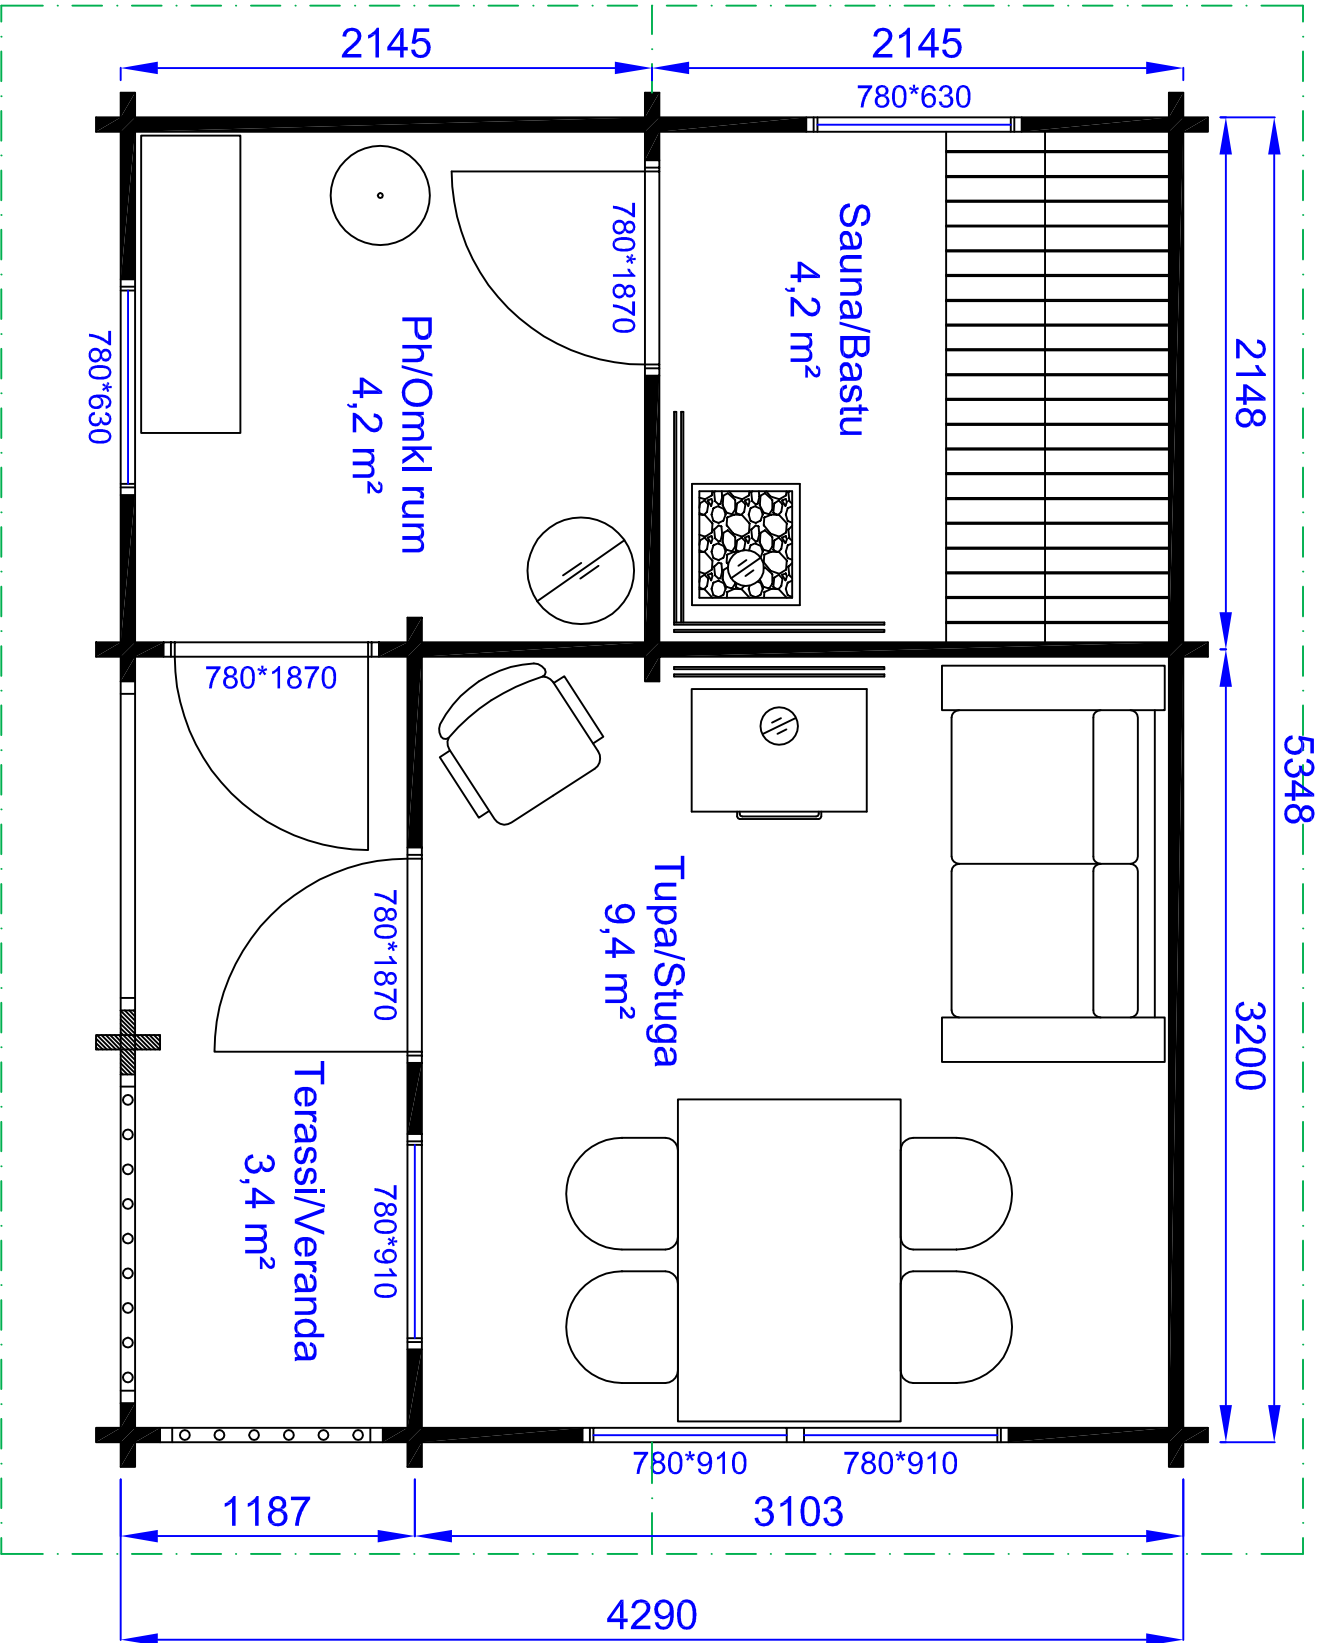 2145
2145
780*630
780*1870
Sauna/Bastu
4,2 m²
2148
780*630
Ph/Omkl rum
4,2 m²
780*1870
5348
780*1870
Tupa/Stuga
9,4 m²
3200
Terassi/Veranda
3,4 m²
780*910
780*910
780*910
1187
3103
4290